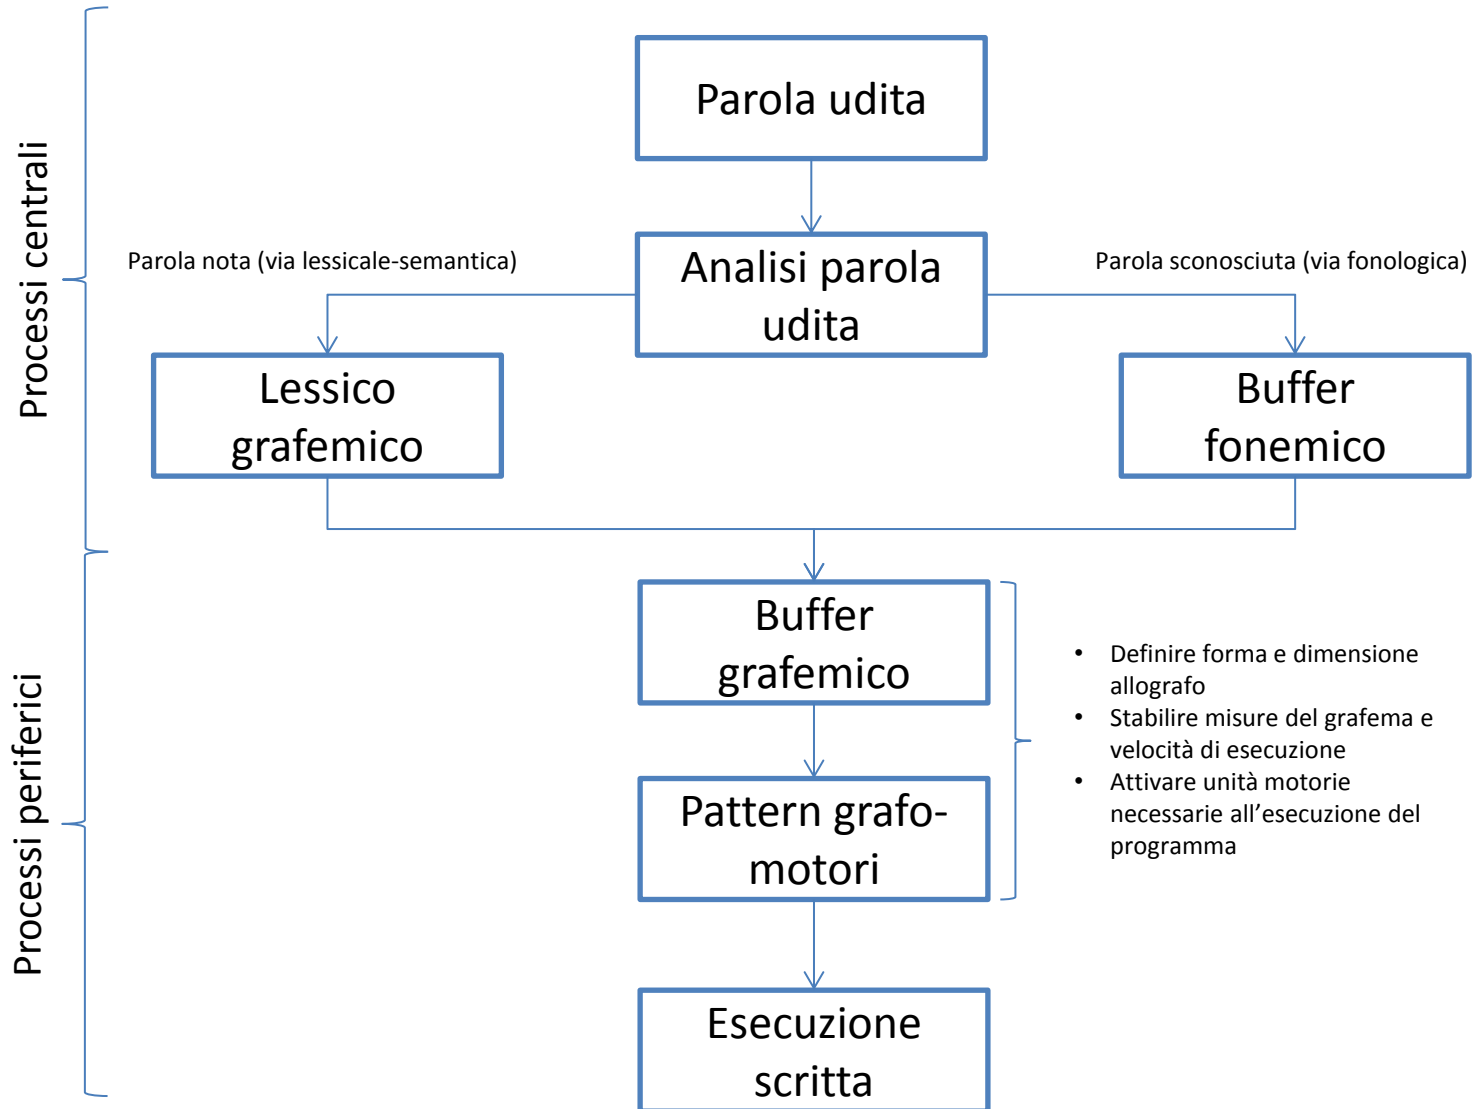 Processi centrali
Parola udita
Parola nota (via lessicale-semantica)
Analisi parola
udita
Parola sconosciuta (via fonologica)
Lessico
grafemico
Buffer
fonemico
Processi periferici
Buffer
grafemico
Pattern grafo-
motori
• Definire forma e dimensione
allografo
• Stabilire misure del grafema e
velocità di esecuzione
• Attivare unità motorie
necessarie all’esecuzione del
programma
Esecuzione
scritta